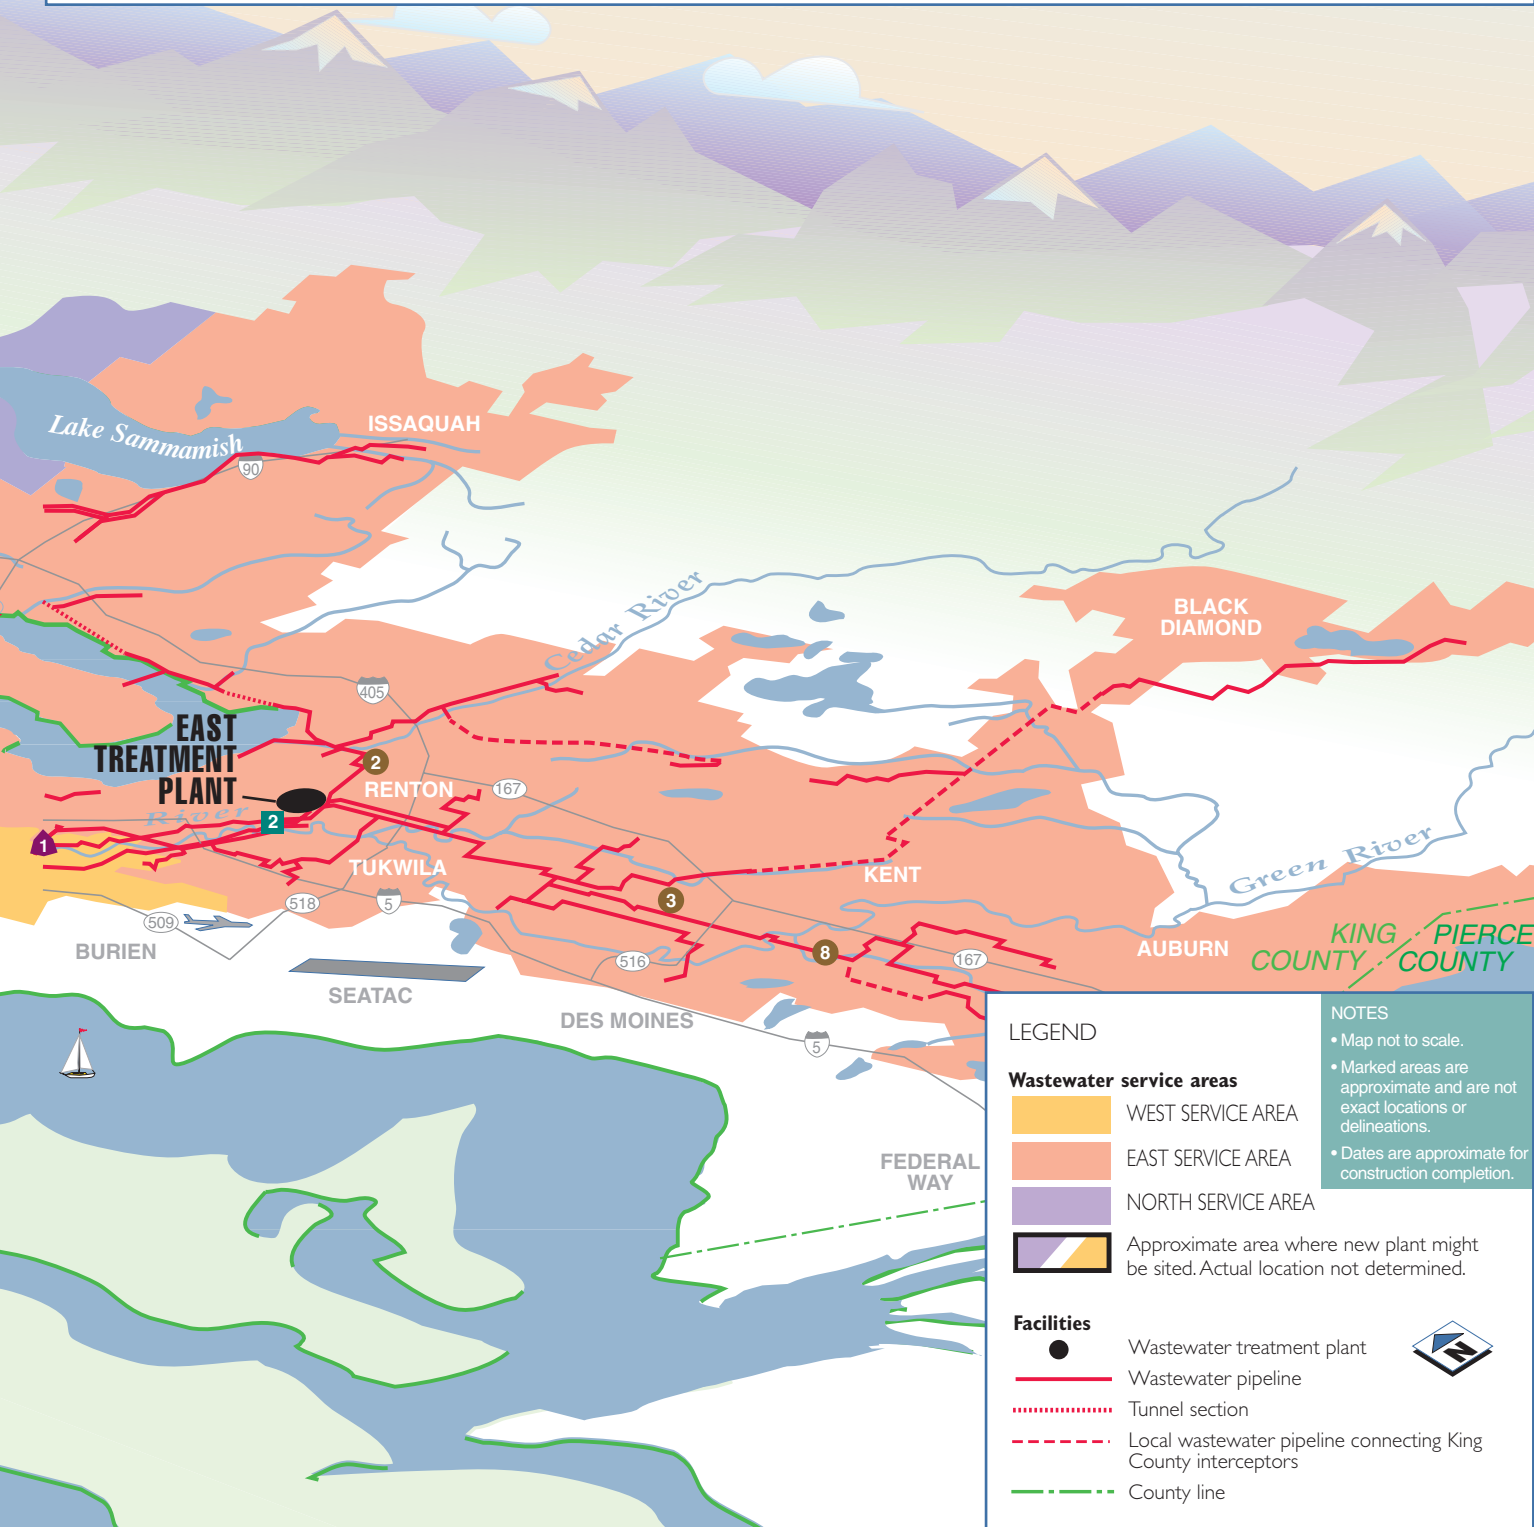 Lake Sammamish
ISSAQUAH
90
Cedar River
BLACK
DIAMOND
405
EAST
TREATMENT
PLANT
2
RENTON
167
River
2
1
TUKWILA
KENT
Green River
518
5
3
509
BURIEN
8
516
167
AUBURN
KING
COUNTY
PIERCE
COUNTY
SEATAC
DES MOINES
5
FEDERAL
WAY
LEGEND
Wastewater service areas
WEST SERVICE AREA
EAST SERVICE AREA
NORTH SERVICE AREA
Approximate area where new plant might
be sited. Actual location not determined.
NOTES
• Map not to scale.
• Marked areas are
approximate and are not
exact locations or
delineations.
• Dates are approximate for
construction completion.
Facilities
Wastewater treatment plant
Wastewater pipeline
Tunnel section
Local wastewater pipeline connecting King
County interceptors
County line
N